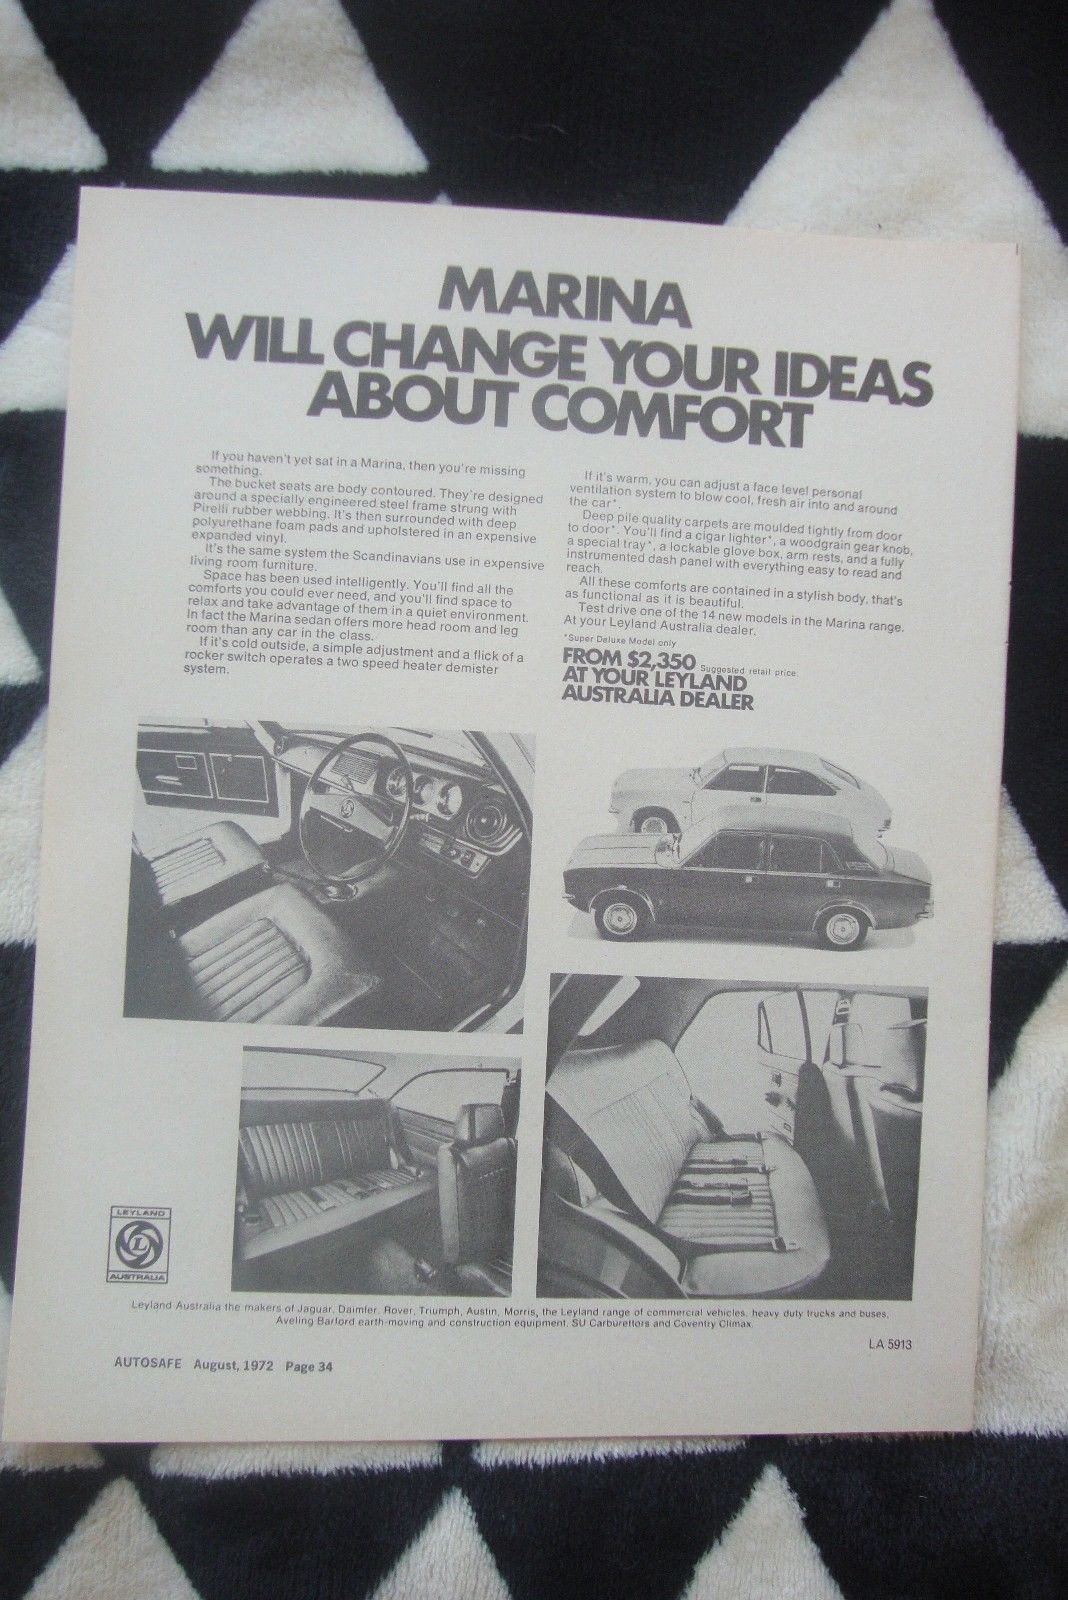 MARINA
WILL CHANGE YOUR IDEAS
ABOUT COMFORT
If you haven't yet sat in a Marina, then you're missing
something.
The bucket seats are body contoured. They're designed
around a specially engineered steel frame strung with
Pirelli rubber webbing. It's then surrounded with deep
polyurethane foam pads and upholstered in an expensive
expanded vinyl.
It's the same system the Scandinavians use in expensive
living room furniture.
Space has been used intelligently. You'll find all the
comforts you could ever need, and you'll find space to
relax and take advantage of them in a quiet environment.
In fact the Marina sedan offers more head room and leg
room than any car in the class.
If it's cold outside, a simple adjustment and a flick of a
rocker switch operates a two speed heater demister
system.
If it's warm, you can adjust a face level personal
ventilation system to blow cool, fresh air into and around
the car*.
Deep pile quality carpets are moulded tightly from door
to door*. You'll find a cigar lighter*, a woodgrain gear knob,
a special tray*, a lockable glove box, arm rests, and a fully
instrumented dash panel with everything easy to read and
reach.
All these comforts are contained in a stylish body, that's
as functional as it is beautiful.
Test drive one of the 14 new models in the Marina range.
At your Leyland Australia dealer.
*Super Deluxe Model only
FROM $2,350 Suggested retail price.
AT YOUR LEYLAND
AUSTRALIA DEALER
LEYLAND
L
AUSTRALIA
Leyland Australia the makers of Jaguar, Daimler, Rover, Triumph, Austin, Morris, the Leyland range of commercial vehicles, heavy duty trucks and buses,
Aveling Barford earth-moving and construction equipment, SU Carburettors and Coventry Climax.
LA 5913
AUTOSAFE August, 1972 Page 34